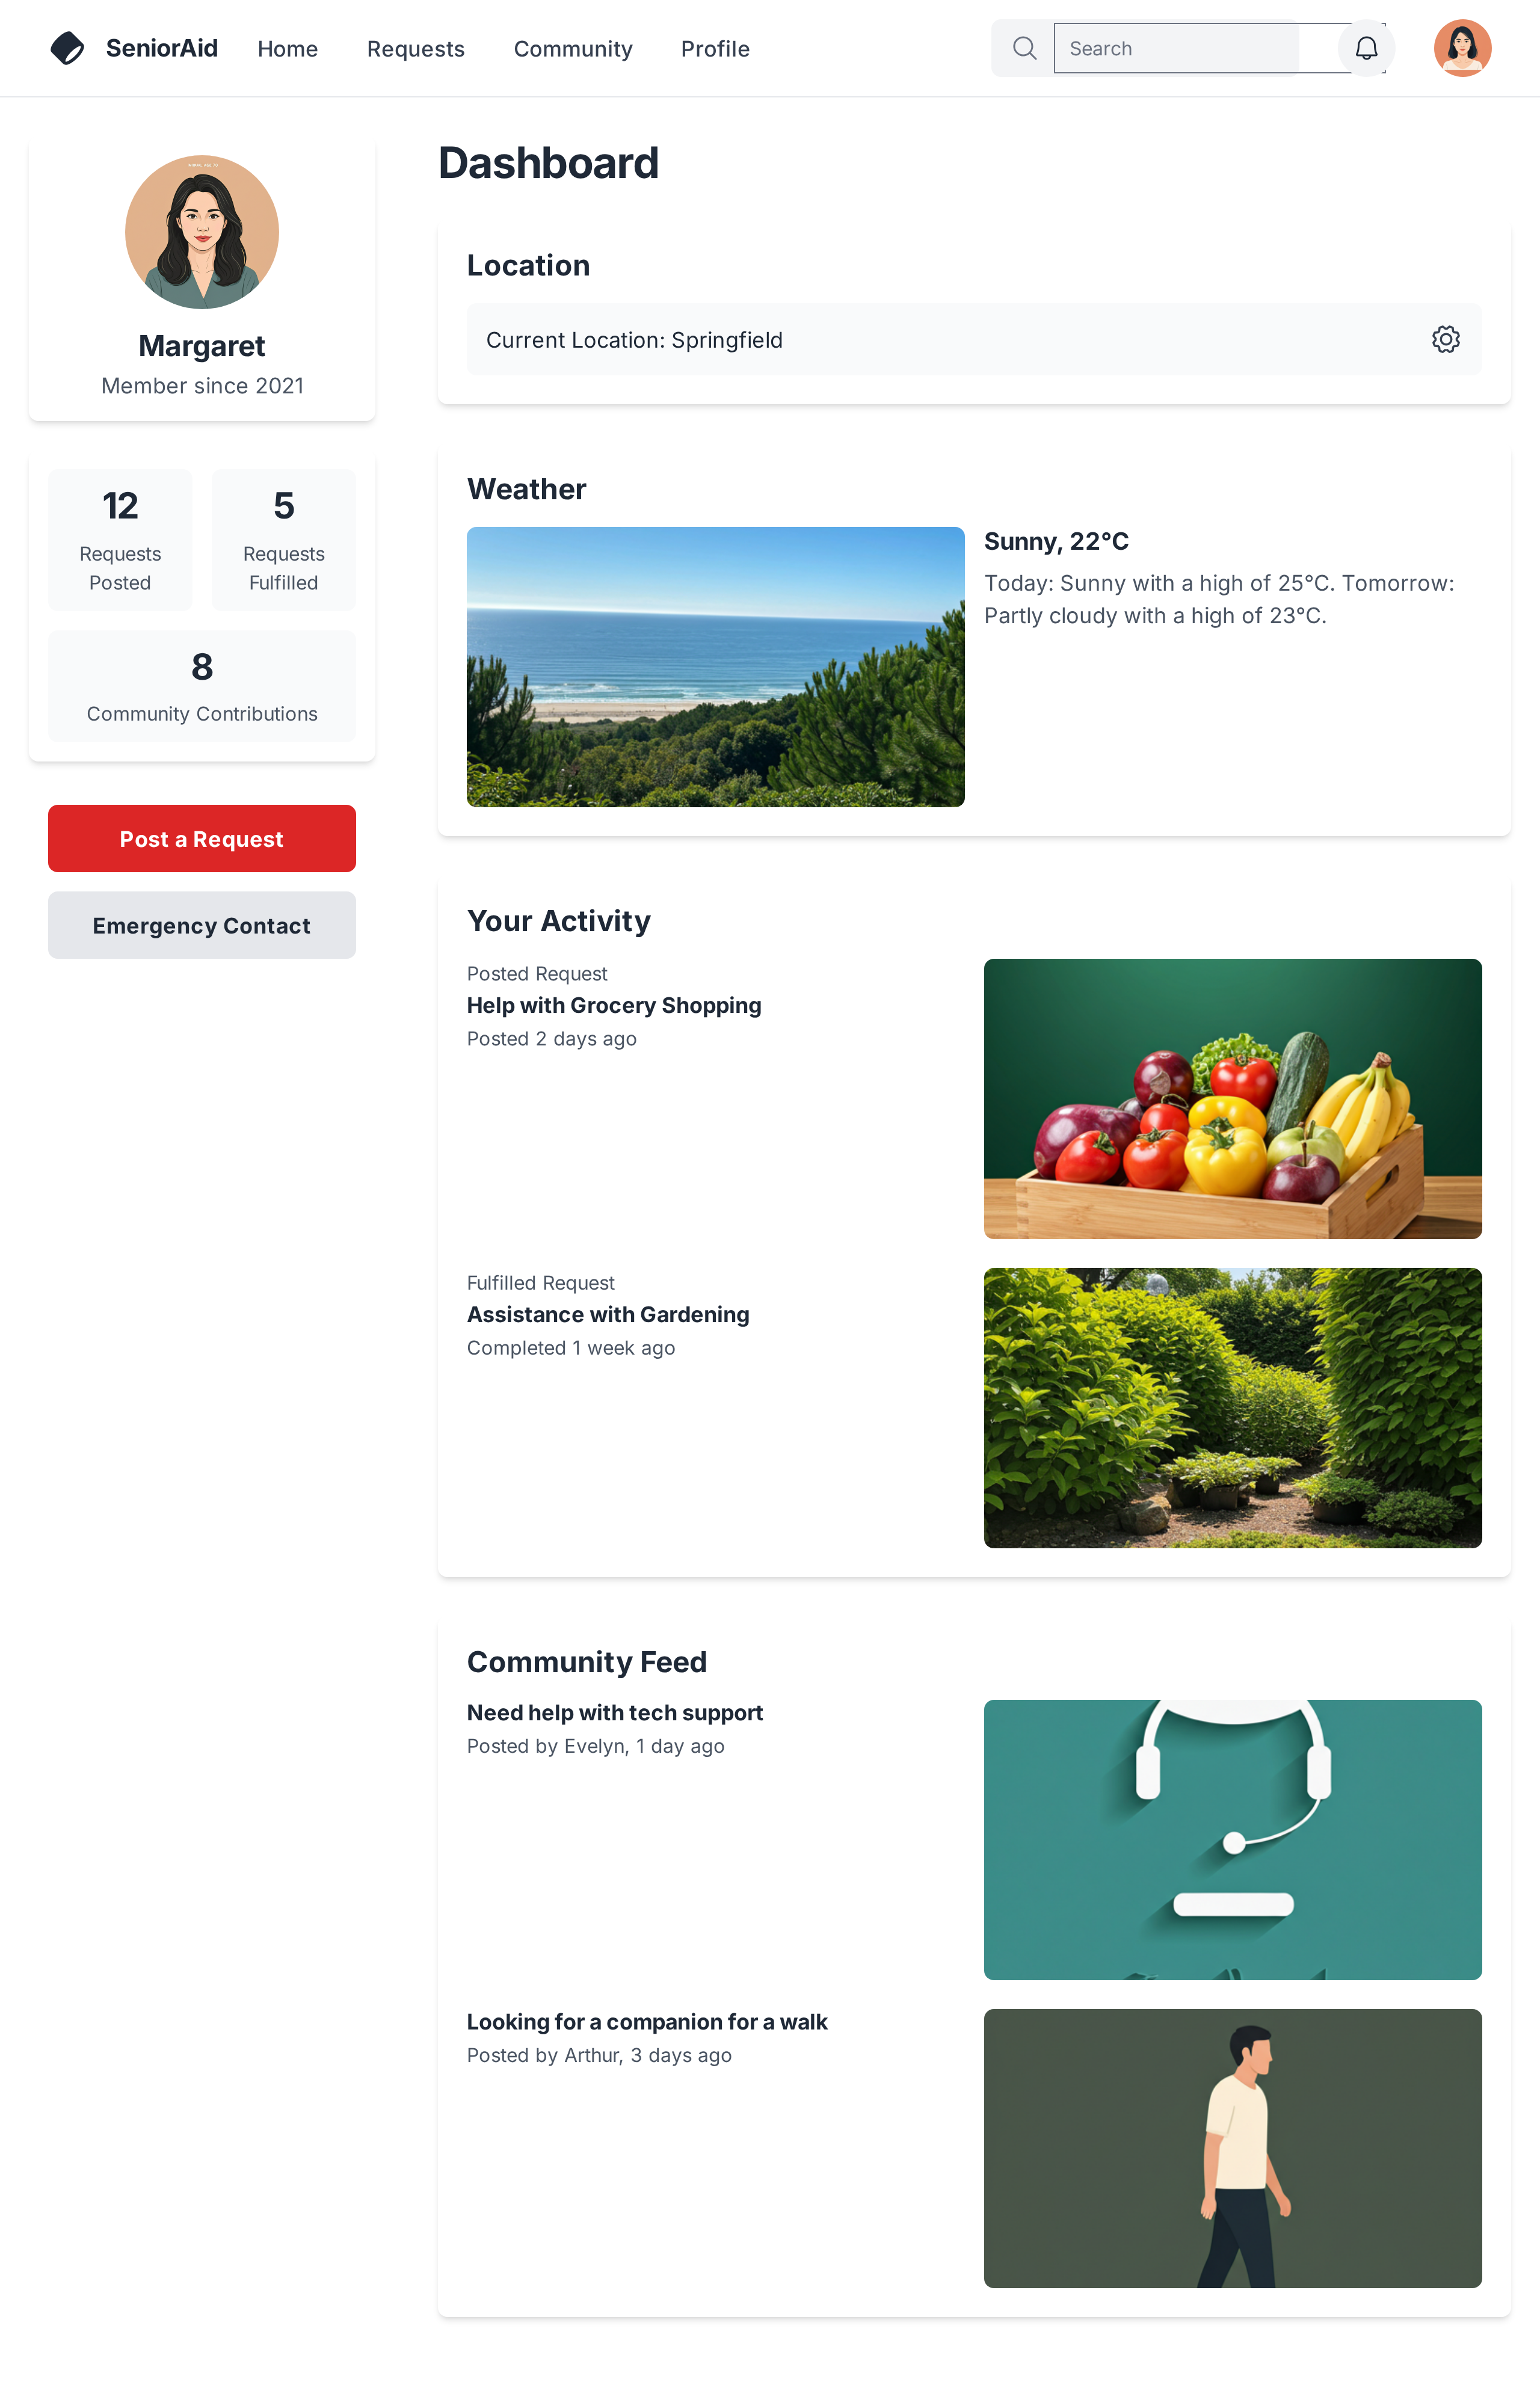 SeniorAid
Home
Requests
Community
Profile
Search
Margaret
Member since 2021
12
Requests
Posted
5
Requests
Fulfilled
8
Community Contributions
Post a Request
Emergency Contact
Dashboard
Location
Current Location: Springfield
Weather
Sunny, 22°C
Today: Sunny with a high of 25°C. Tomorrow:
Partly cloudy with a high of 23°C.
Your Activity
Posted Request
Help with Grocery Shopping
Posted 2 days ago
Fulfilled Request
Assistance with Gardening
Completed 1 week ago
Community Feed
Need help with tech support
Posted by Evelyn, 1 day ago
Looking for a companion for a walk
Posted by Arthur, 3 days ago